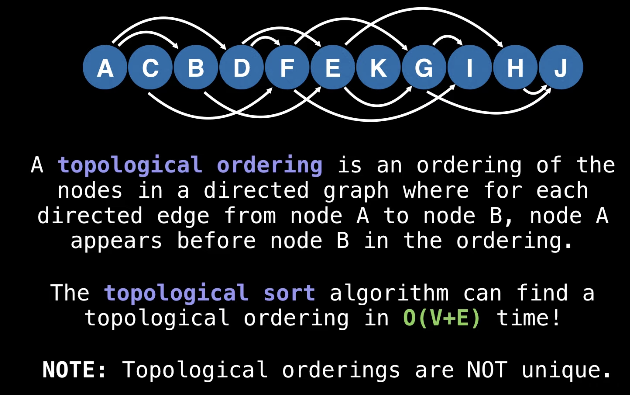 A C B D F E K G I H J
A topological ordering is an ordering of the
nodes in a directed graph where for each
directed edge from node A to node B, node A
appears before node B in the ordering.
The topological sort algorithm can find a
topological ordering in O(V+E) time!
NOTE: Topological orderings are NOT unique.